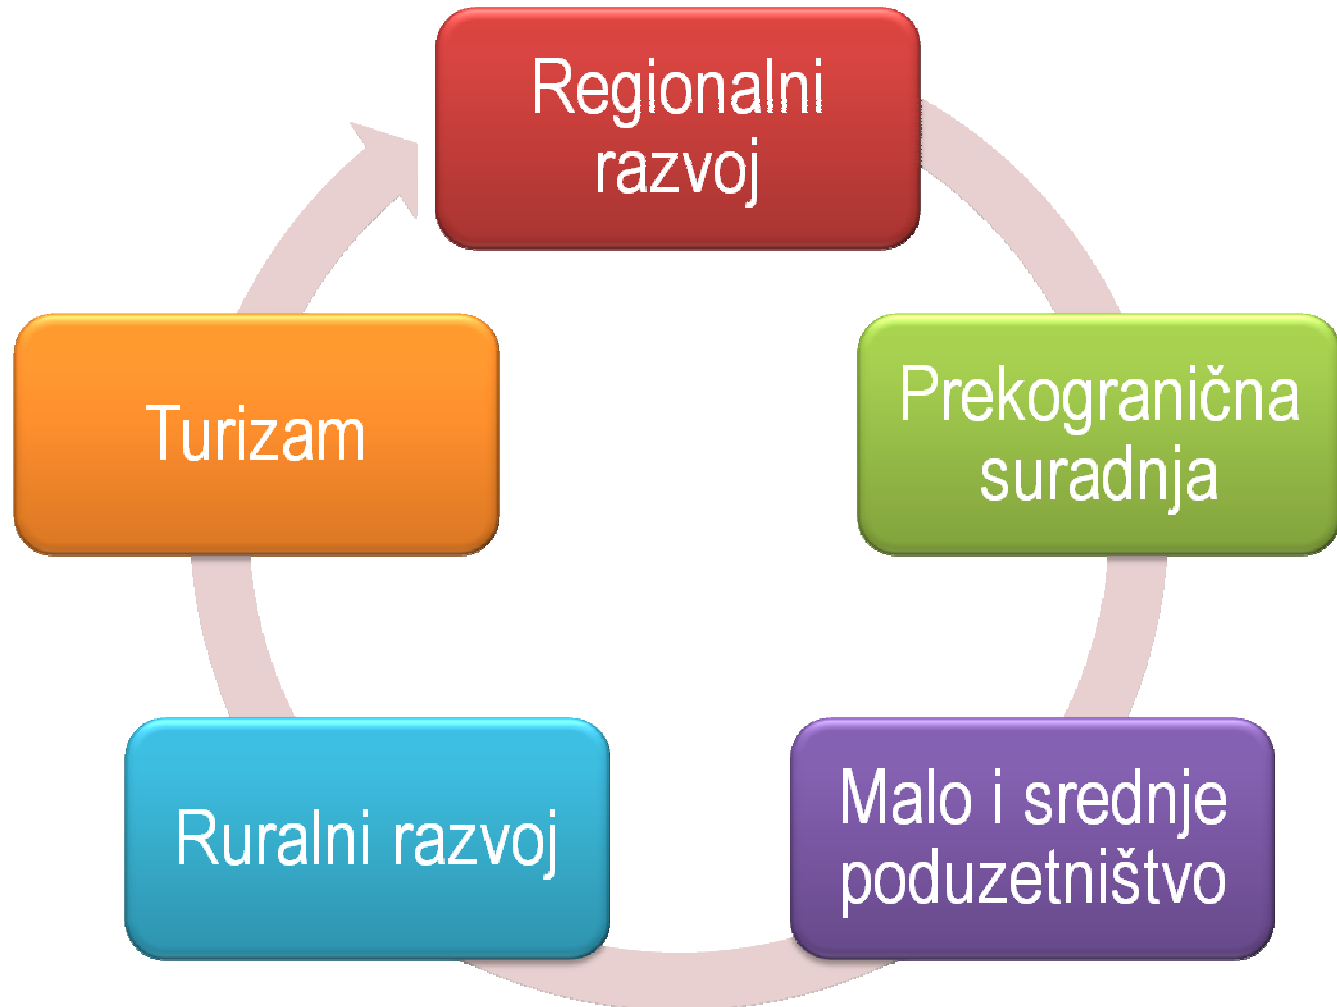 Regionalni
razvoj
Prekogranična
suradnja
Malo i srednje
poduzetništvo
Ruralni razvoj
Turizam